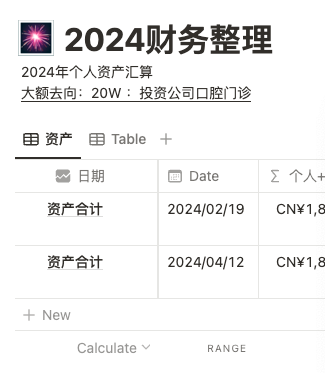 2024财务整理
2024年个人资产汇算
大额去向：20W ：投资公司口腔门诊
资产 Table
日期 Date 个人+
资产合计 2024/02/19 CN¥1,8
资产合计 2024/04/12 CN¥1,8
New
Calculate RANGE